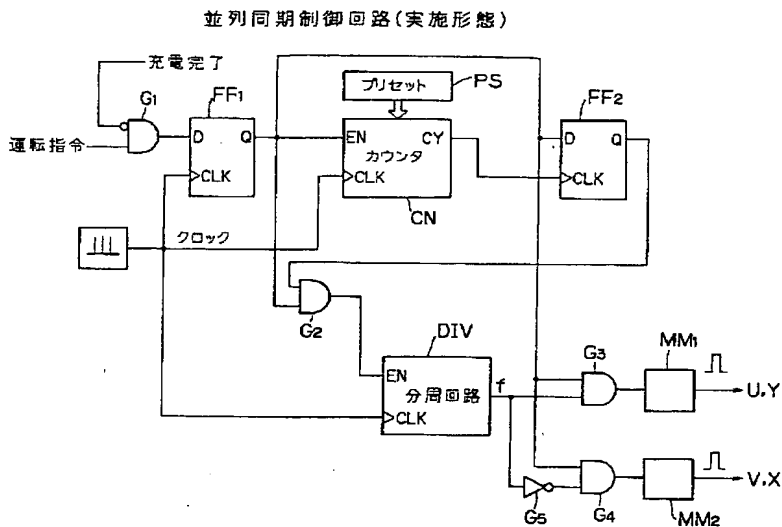 並列同期制御回路(実施形態)
充電完了
G1
運転指令
FF1
D Q
CLK
プリセット
PS
EN CY
カウンタ
CLK
CN
FF2
D Q
CLK
クロック
G2
DIV
EN
分周回路
CLK
f
G3
MM1
U,Y
G5
G4
MM2
V,X